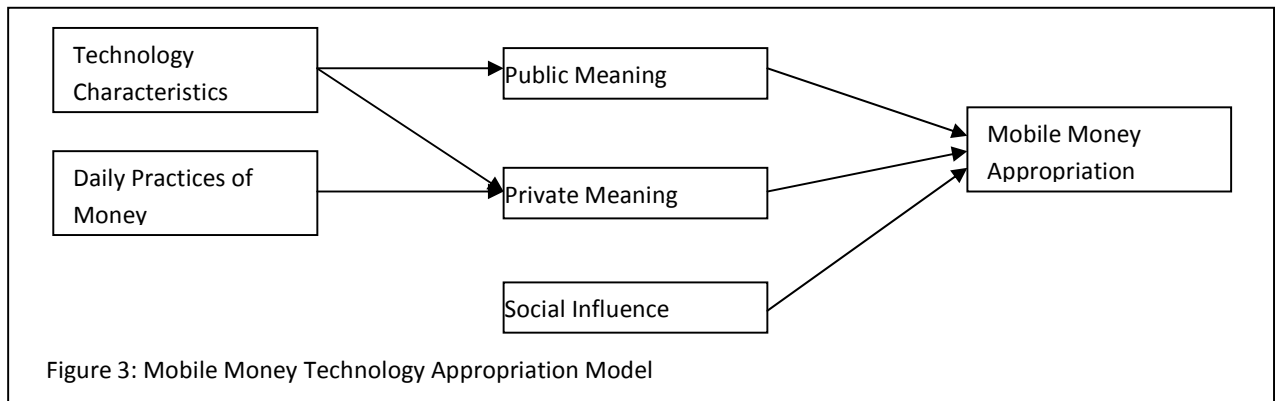 Technology
Characteristics
Public Meaning
Mobile Money
Appropriation
Daily Practices of
Money
Private Meaning
Social Influence
Figure 3: Mobile Money Technology Appropriation Model